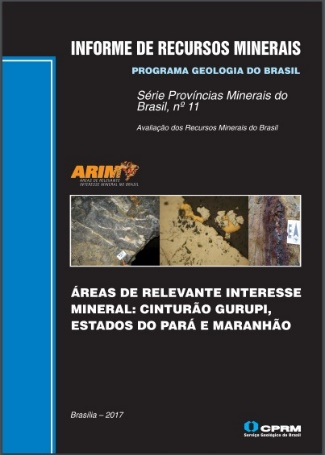 INFORME DE RECURSOS MINERAIS
PROGRAMA GEOLOGIA DO BRASIL
Série Províncias Minerais do
Brasil, nº 11
Avaliação dos Recursos Minerais do Brasil
ARIM
ÁREAS DE RELEVANTE
INTERESSE MINERAL NO BRASIL
EA
ÁREAS DE RELEVANTE INTERESSE
MINERAL: CINTURÃO GURUPI,
ESTADOS DO PARÁ E MARANHÃO
Brasília – 2017
CPRM
Serviço Geológico do Brasil